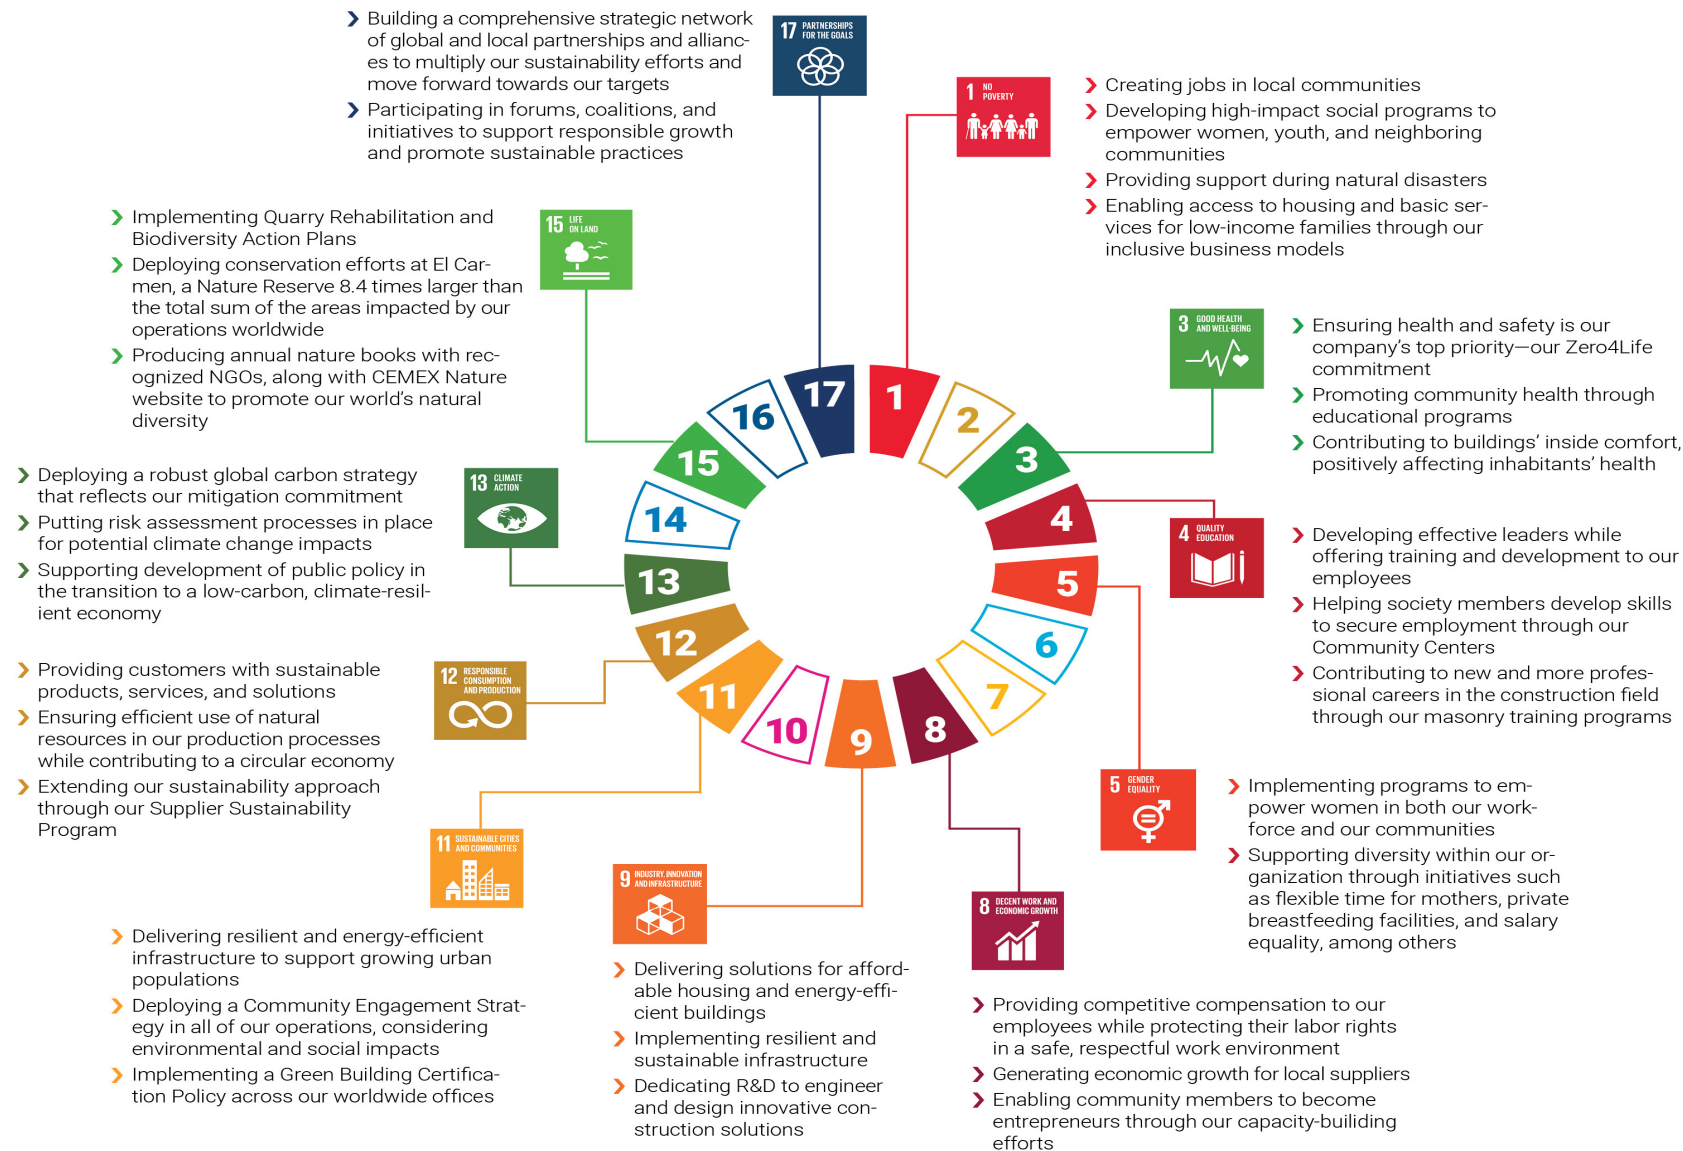 Building a comprehensive strategic network
of global and local partnerships and allianc-
es to multiply our sustainability efforts and
move forward towards our targets
Participating in forums, coalitions, and
initiatives to support responsible growth
and promote sustainable practices
17 PARTNERSHIPS
FOR THE GOALS
1 NO
POVERTY
Creating jobs in local communities
Developing high-impact social programs to
empower women, youth, and neighboring
communities
Providing support during natural disasters
Enabling access to housing and basic ser-
vices for low-income families through our
inclusive business models
Implementing Quarry Rehabilitation and
Biodiversity Action Plans
Deploying conservation efforts at El Car-
men, a Nature Reserve 8.4 times larger than
the total sum of the areas impacted by our
operations worldwide
Producing annual nature books with rec-
ognized NGOs, along with CEMEX Nature
website to promote our world's natural
diversity
15 LIFE
ON LAND
3 GOOD HEALTH
AND WELL-BEING
Ensuring health and safety is our
company's top priority—our Zero4Life
commitment
Promoting community health through
educational programs
Contributing to buildings' inside comfort,
positively affecting inhabitants' health
Deploying a robust global carbon strategy
that reflects our mitigation commitment
Putting risk assessment processes in place
for potential climate change impacts
Supporting development of public policy in
the transition to a low-carbon, climate-resil-
ient economy
13 CLIMATE
ACTION
4 QUALITY
EDUCATION
Developing effective leaders while
offering training and development to our
employees
Helping society members develop skills
to secure employment through our
Community Centers
Contributing to new and more profes-
sional careers in the construction field
through our masonry training programs
17
1
16
2
15
3
14
4
13
5
12
6
11
7
10
9
8
Providing customers with sustainable
products, services, and solutions
Ensuring efficient use of natural
resources in our production processes
while contributing to a circular economy
Extending our sustainability approach
through our Supplier Sustainability
Program
12 RESPONSIBLE
CONSUMPTION
AND PRODUCTION
5 GENDER
EQUALITY
Implementing programs to em-
power women in both our work-
force and our communities
Supporting diversity within our or-
ganization through initiatives such
as flexible time for mothers, private
breastfeeding facilities, and salary
equality, among others
11 SUSTAINABLE CITIES
AND COMMUNITIES
Delivering resilient and energy-efficient
infrastructure to support growing urban
populations
Deploying a Community Engagement Strat-
egy in all of our operations, considering
environmental and social impacts
Implementing a Green Building Certifica-
tion Policy across our worldwide offices
9 INDUSTRY, INNOVATION
AND INFRASTRUCTURE
Delivering solutions for afford-
able housing and energy-effi-
cient buildings
Implementing resilient and
sustainable infrastructure
Dedicating R&D to engineer
and design innovative con-
struction solutions
8 DECENT WORK AND
ECONOMIC GROWTH
Providing competitive compensation to our
employees while protecting their labor rights
in a safe, respectful work environment
Generating economic growth for local suppliers
Enabling community members to become
entrepreneurs through our capacity-builiding
efforts